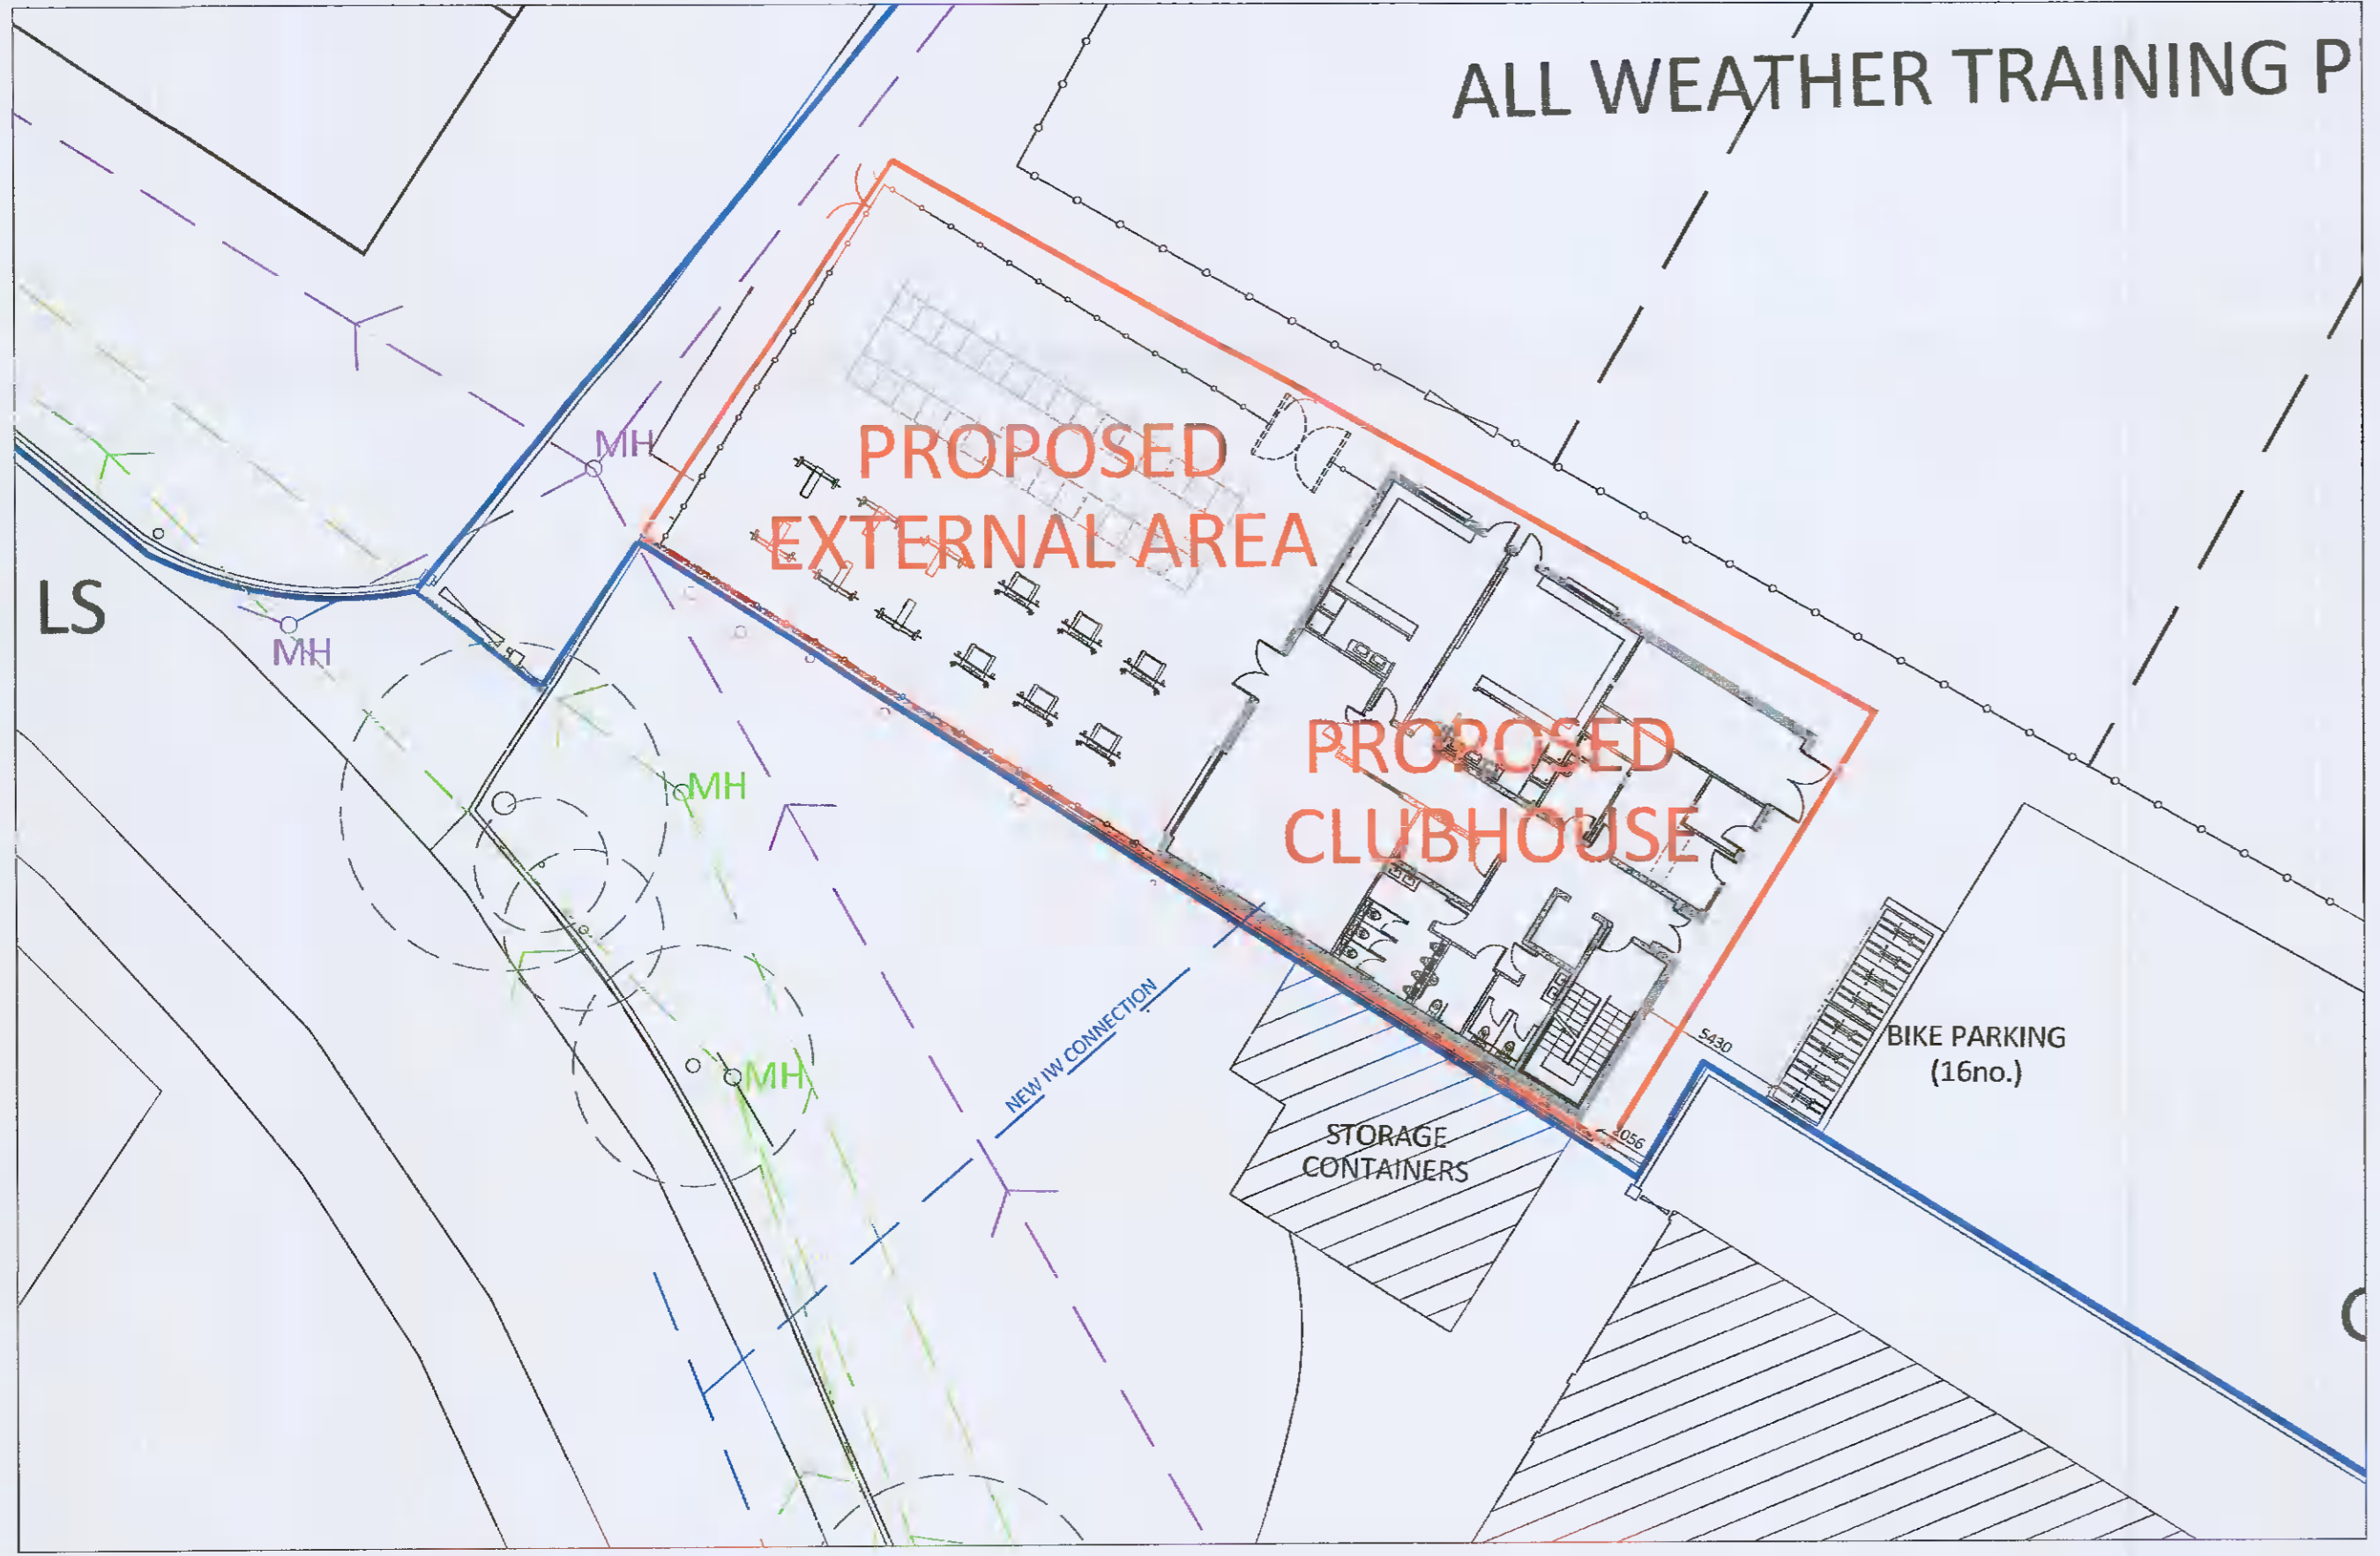 ALL WEATHER TRAINING P
MH
PROPOSED
EXTERNAL AREA
LS
MH
MH
PROPOSED
CLUBHOUSE
MH
NEW IW CONNECTION
5430
BIKE PARKING
(16no.)
STORAGE
CONTAINERS
2056